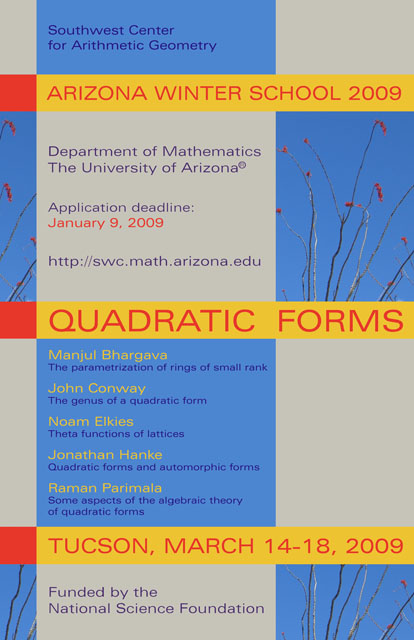 Southwest Center
for Arithmetic Geometry
ARIZONA WINTER SCHOOL 2009
Department of Mathematics
The University of Arizona®
Application deadline:
January 9, 2009
http://swc.math.arizona.edu
QUADRATIC FORMS
Manjul Bhargava
The parametrization of rings of small rank
John Conway
The genus of a quadratic form
Noam Elkies
Theta functions of lattices
Jonathan Hanke
Quadratic forms and automorphic forms
Raman Parimala
Some aspects of the algebraic theory
of quadratic forms
TUCSON, MARCH 14-18, 2009
Funded by the
National Science Foundation